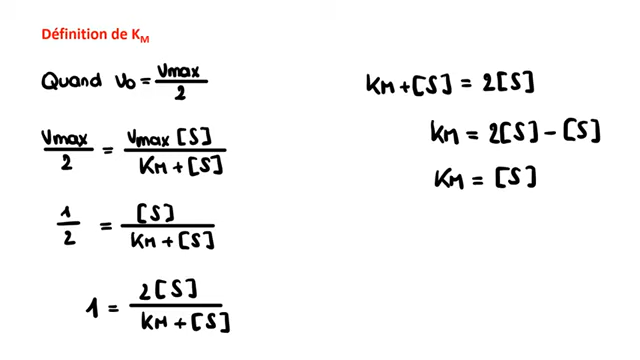 Définition de K_M
Quand v₀ = Vmax/2
Vmax/2 = Vmax [S]/(KM + [S])
1/2 = [S]/(KM + [S])
1 = 2[S]/(KM + [S])
KM + [S] = 2[S]
KM = 2[S] − [S]
KM = [S]